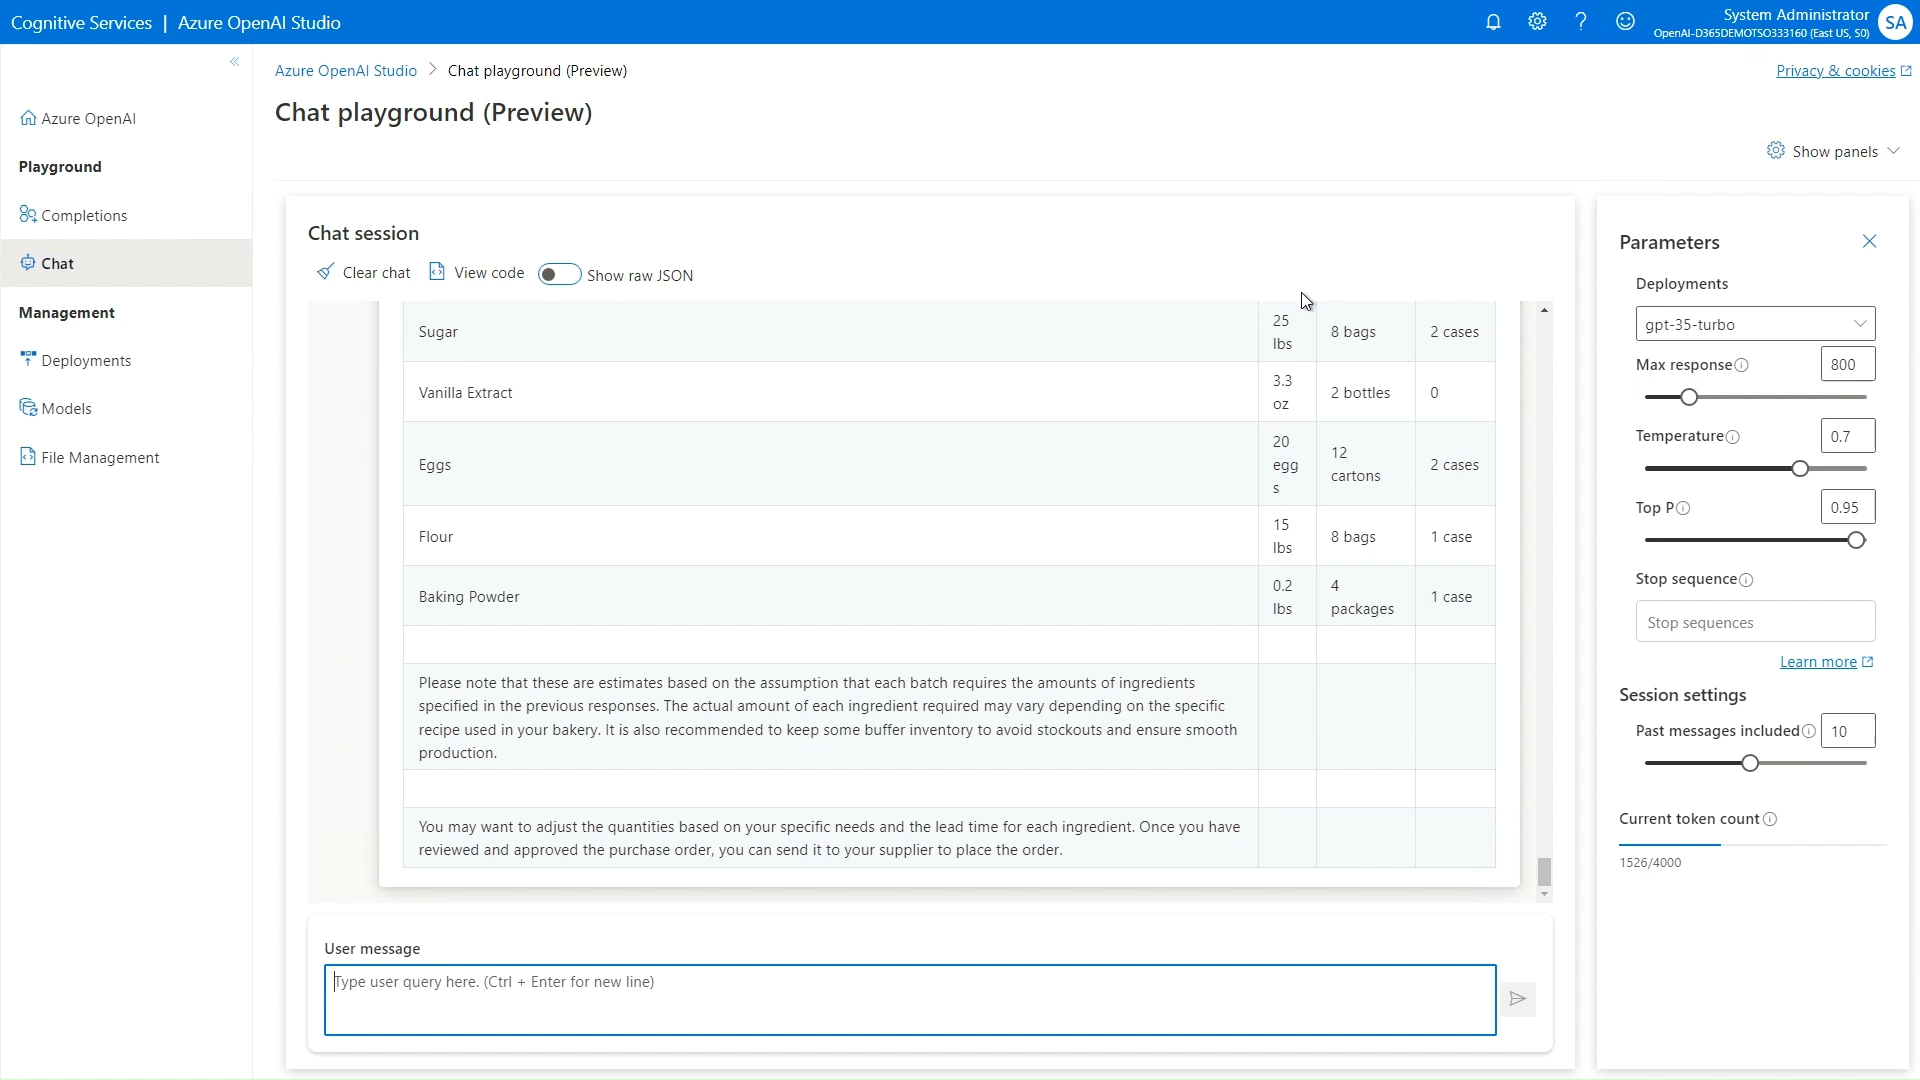 Cognitive Services | Azure OpenAI Studio
System Administrator
OpenAI-D365DEMOTSO333160 (East US, S0)
SA
Azure OpenAI Studio > Chat playground (Preview)
Privacy & cookies
Chat playground (Preview)
Show panels
Azure OpenAI
Playground
Completions
Chat
Management
Deployments
Models
File Management
Chat session
Clear chat
View code
Show raw JSON
Sugar
25
lbs
8 bags
2 cases
Vanilla Extract
3.3
oz
2 bottles
0
Eggs
20
egg
s
12
cartons
2 cases
Flour
15
lbs
8 bags
1 case
Baking Powder
0.2
lbs
4
packages
1 case
Please note that these are estimates based on the assumption that each batch requires the amounts of ingredients
specified in the previous responses. The actual amount of each ingredient required may vary depending on the specific
recipe used in your bakery. It is also recommended to keep some buffer inventory to avoid stockouts and ensure smooth
production.
You may want to adjust the quantities based on your specific needs and the lead time for each ingredient. Once you have
reviewed and approved the purchase order, you can send it to your supplier to place the order.
User message
Type user query here. (Ctrl + Enter for new line)
Parameters
Deployments
gpt-35-turbo
Max response
800
Temperature
0.7
Top P
0.95
Stop sequence
Stop sequences
Learn more
Session settings
Past messages included
10
Current token count
1526/4000